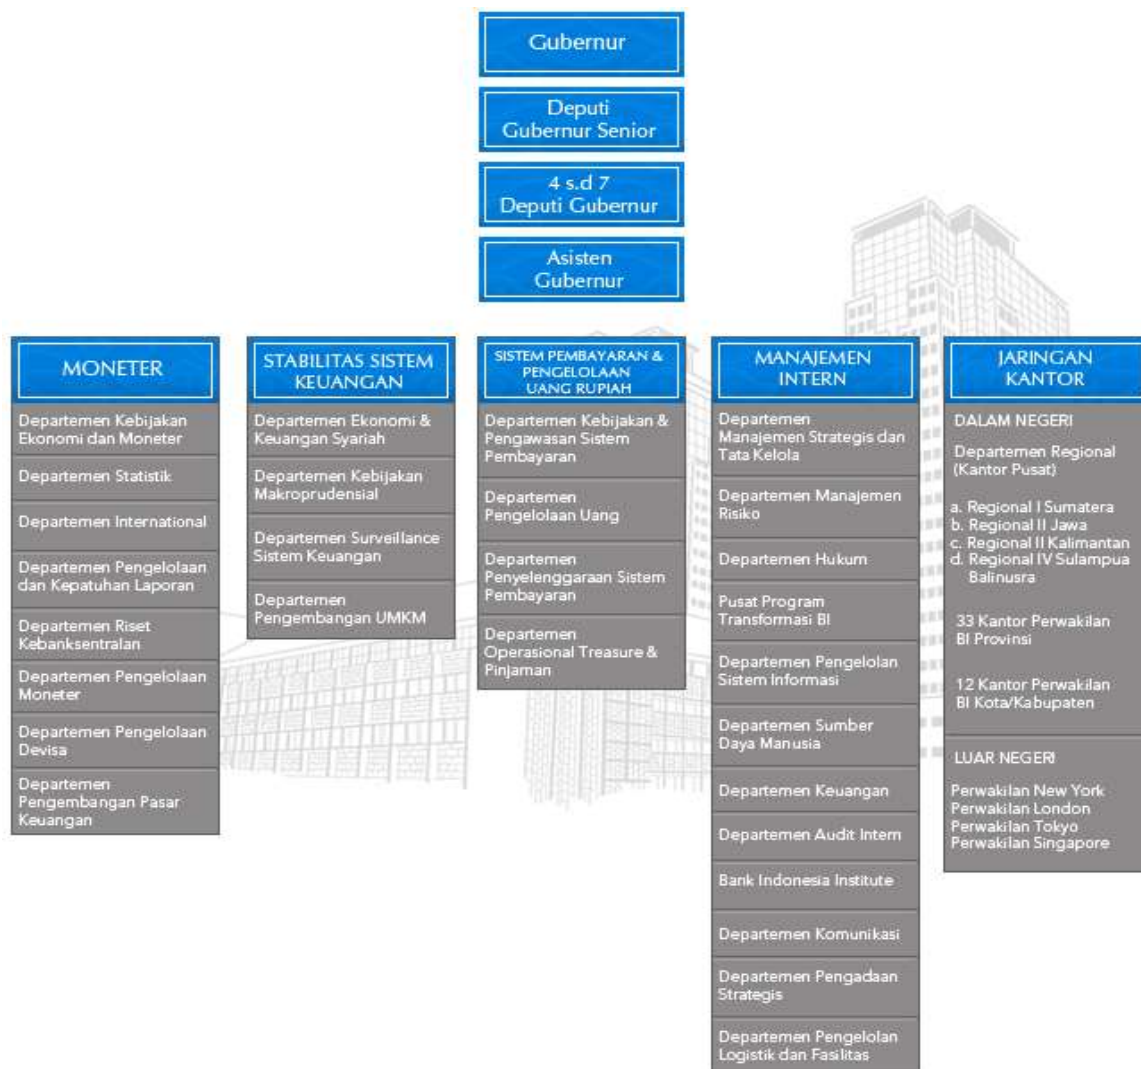 Gubernur
Deputi
Gubernur Senior
4 s.d 7
Deputi Gubernur
Asisten
Gubernur
MONETER
Departemen Kebijakan
Ekonomi dan Moneter
Departemen Statistik
Departemen International
Departemen Pengelolaan
dan Kepatuhan Laporan
Departemen Riset
Kebanksentralan
Departemen Pengelolaan
Moneter
Departemen Pengelolaan
Devisa
Departemen
Pengembangan Pasar
Keuangan
STABILITAS SISTEM
KEUANGAN
Departemen Ekonomi &
Keuangan Syariah
Departemen Kebijakan
Makroprudensial
Departemen Surveillance
Sistem Keuangan
Departemen
Pengembangan UMKM
SISTEM PEMBAYARAN &
PENGELOLAAN
UANG RUPIAH
Departemen Kebijakan &
Pengawasan Sistem
Pembayaran
Departemen
Pengelolaan Uang
Departemen
Penyelenggaraan Sistem
Pembayaran
Departemen
Operasional Treasure &
Pinjaman
MANAJEMEN
INTERN
Departemen
Manajemen Strategis dan
Tata Kelola
Departemen Manajemen
Risiko
Departemen Hukum
Pusat Program
Transformasi BI
Departemen Pengelolan
Sistem Informasi
Departemen Sumber
Daya Manusia
Departemen Keuangan
Departemen Audit Intern
Bank Indonesia Institute
Departemen Komunikasi
Departemen Pengadaan
Strategis
Departemen Pengelolan
Logistik dan Fasilitas
JARINGAN
KANTOR
DALAM NEGERI
Departemen Regional
(Kantor Pusat)
a. Regional I Sumatera
b. Regional II Jawa
c. Regional II Kalimantan
d. Regional IV Sulampua
Balinusra
33 Kantor Perwakilan
BI Provinsi
12 Kantor Perwakilan
BI Kota/Kabupaten
LUAR NEGERI
Perwakilan New York
Perwakilan London
Perwakilan Tokyo
Perwakilan Singapore